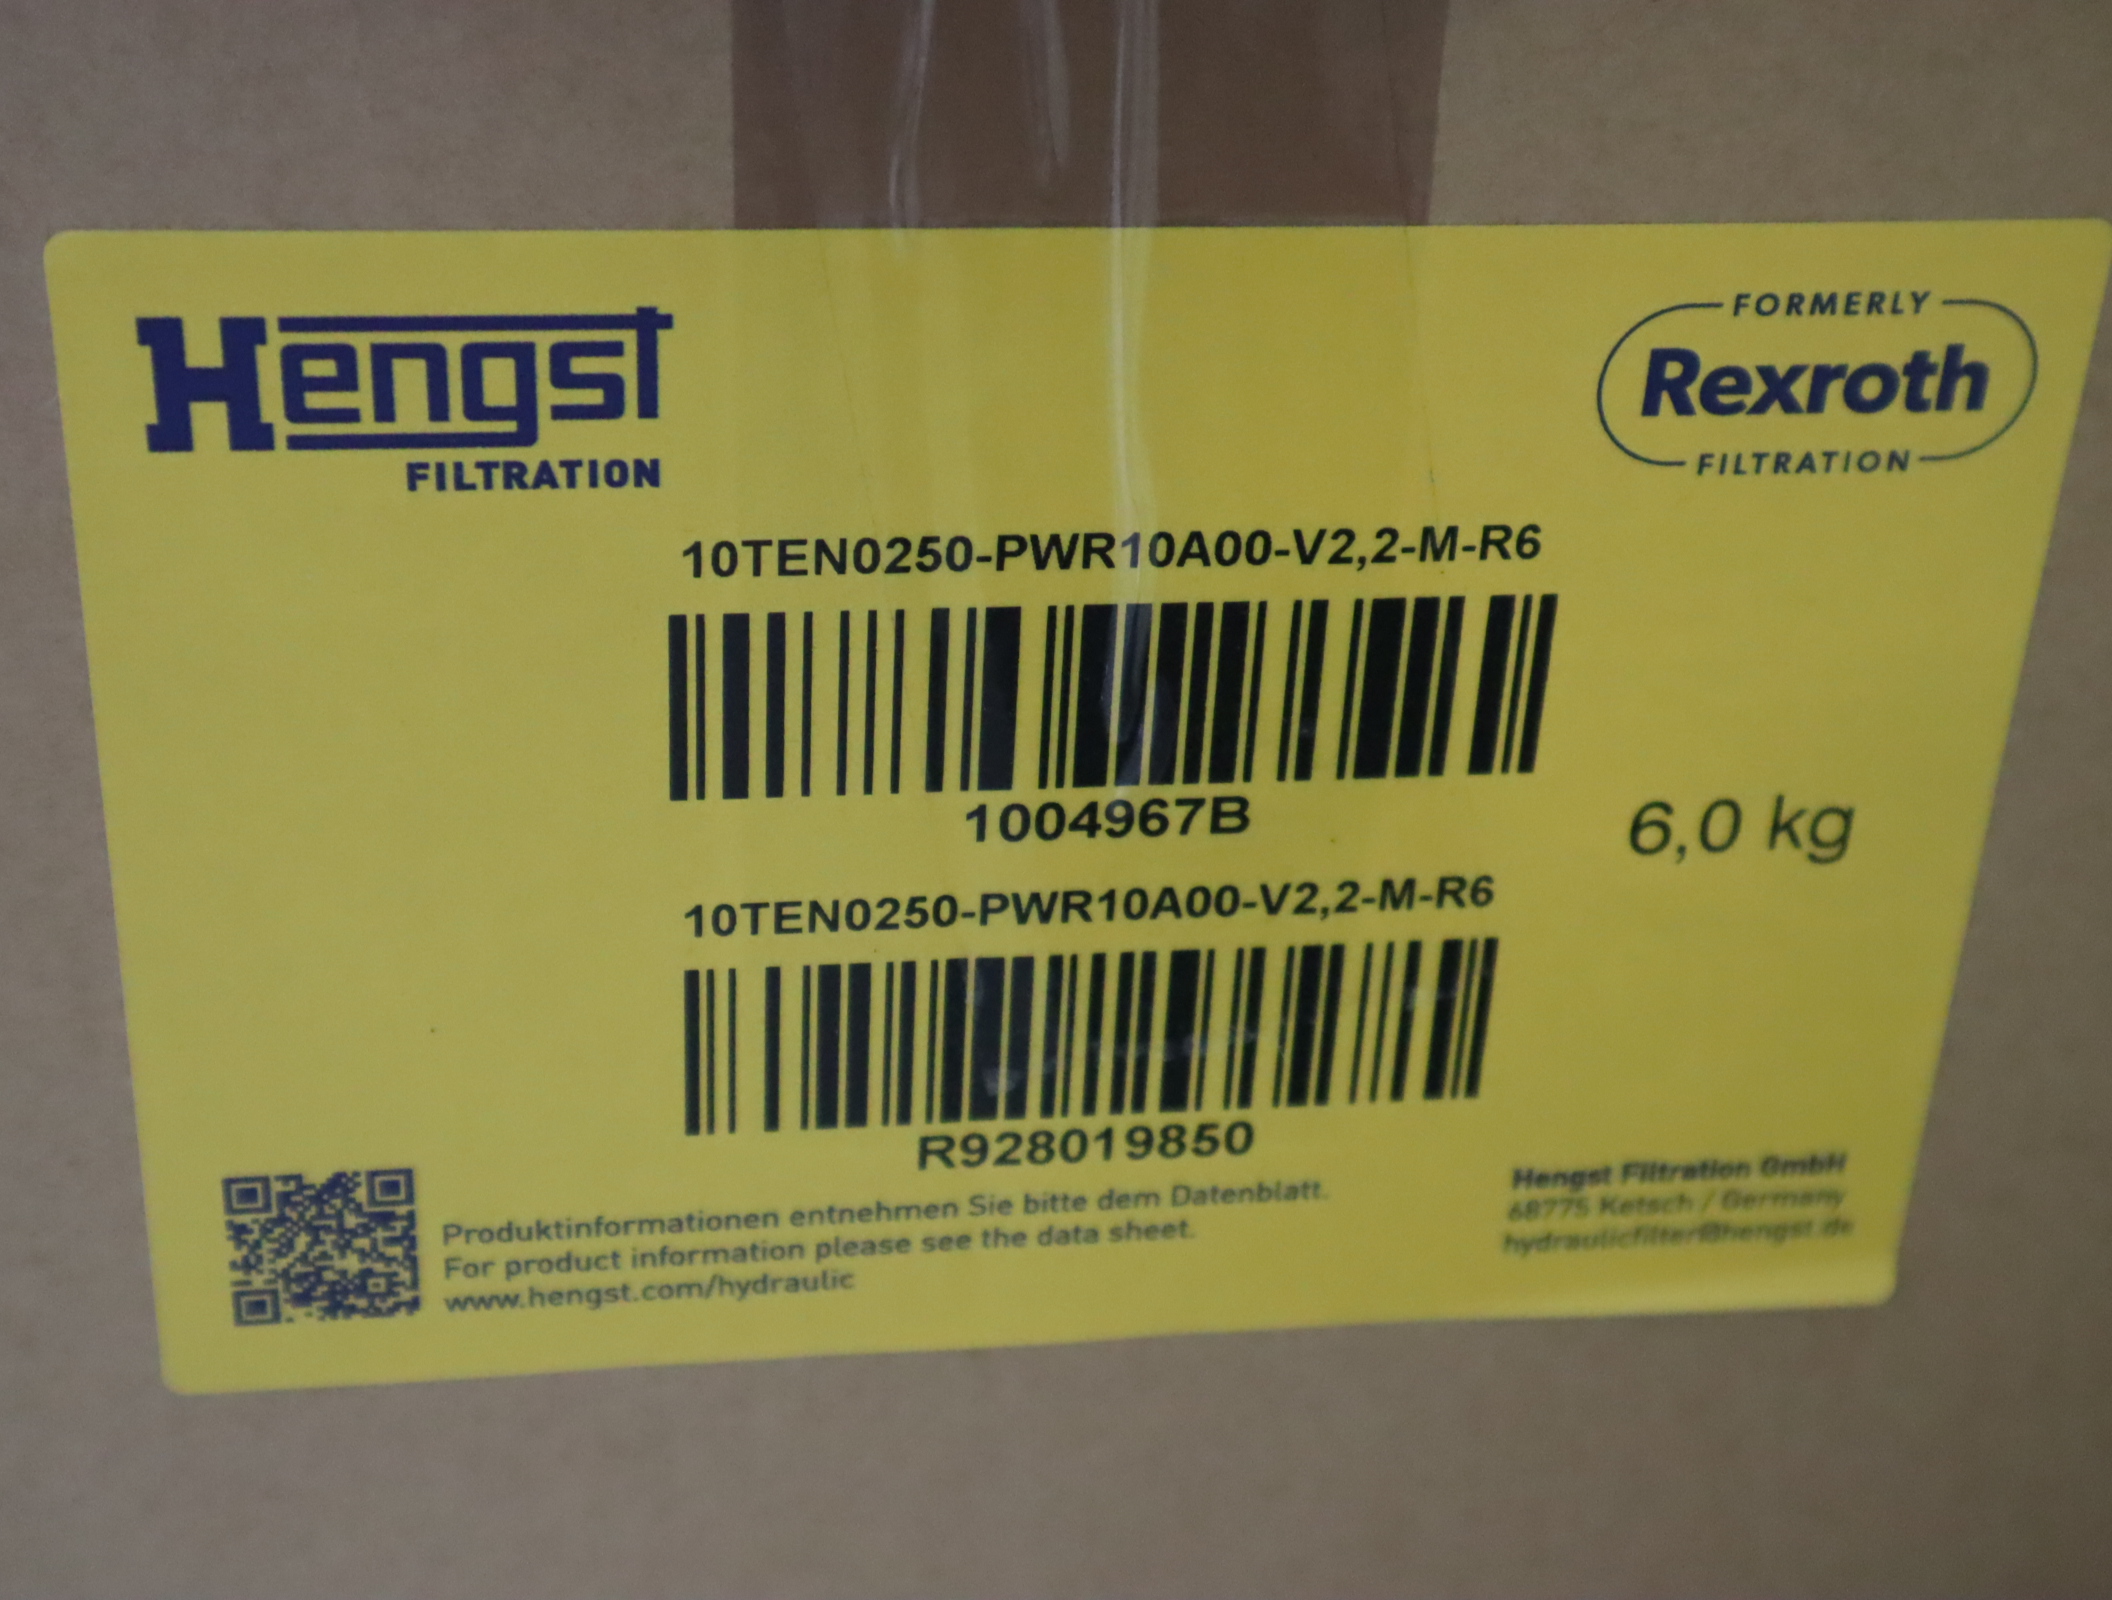 Hengst
FILTRATION
FORMERLY
Rexroth
FILTRATION
10TEN0250-PWR10A00-V2,2-M-R6
1004967B
6,0 kg
10TEN0250-PWR10A00-V2,2-M-R6
R928019850
Produktinformationen entnehmen Sie bitte dem Datenblatt.
For product information please see the data sheet.
www.hengst.com/hydraulic
Hengst Filtration GmbH
68775 Ketsch / Germany
hydraulicfilter@hengst.de